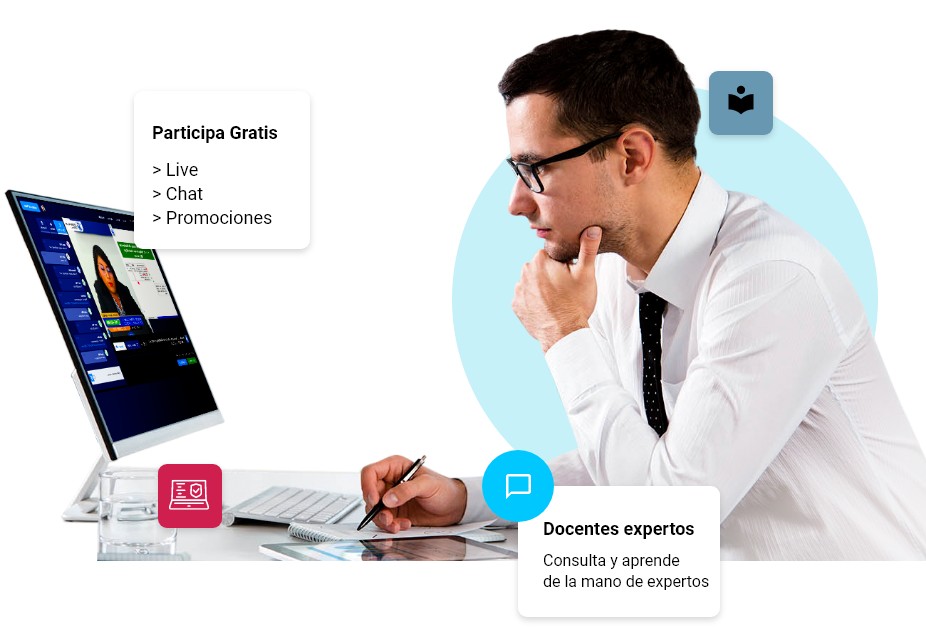 Participa Gratis
> Live
> Chat
> Promociones
Docentes expertos
Consulta y aprende
de la mano de expertos